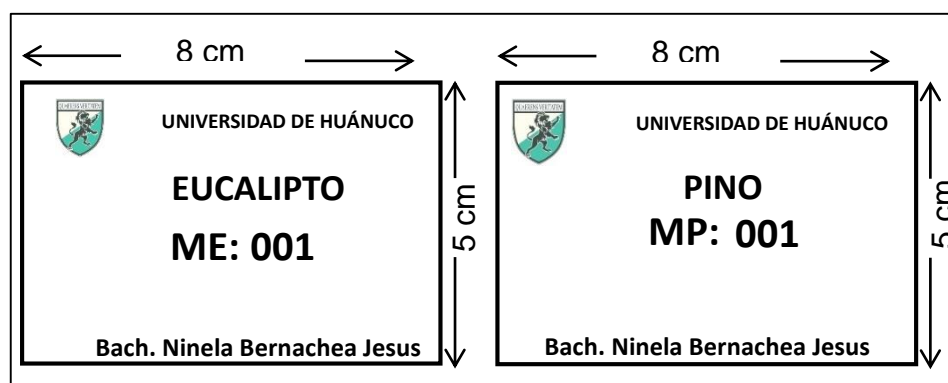 8 cm
UNIVERSIDAD DE HUÁNUCO
EUCALIPTO
ME: 001
Bach. Ninela Bernachea Jesus
5 cm
8 cm
UNIVERSIDAD DE HUÁNUCO
PINO
MP: 001
Bach. Ninela Bernachea Jesus
5 cm